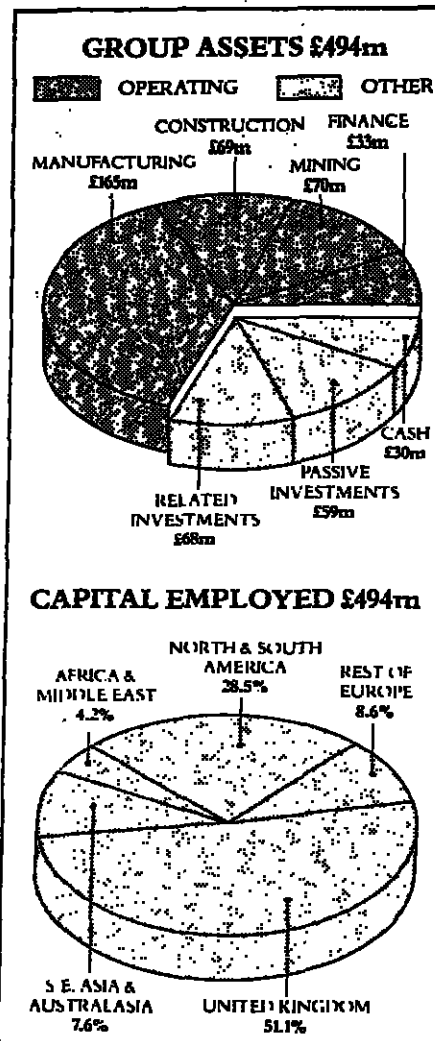 GROUP ASSETS £494m
OPERATING OTHER
CONSTRUCTION
£69m
FINANCE
£33m
MANUFACTURING
£165m
MINING
£70m
CASH
£30m
PASSIVE
INVESTMENTS
£59m
RELATED
INVESTMENTS
£68m
CAPITAL EMPLOYED £494m
NORTH & SOUTH
AMERICA
28.5%
AFRICA &
MIDDLE EAST
4.2%
REST OF
EUROPE
8.6%
S.E. ASIA &
AUSTRALASIA
7.6%
UNITED KINGDOM
51.1%